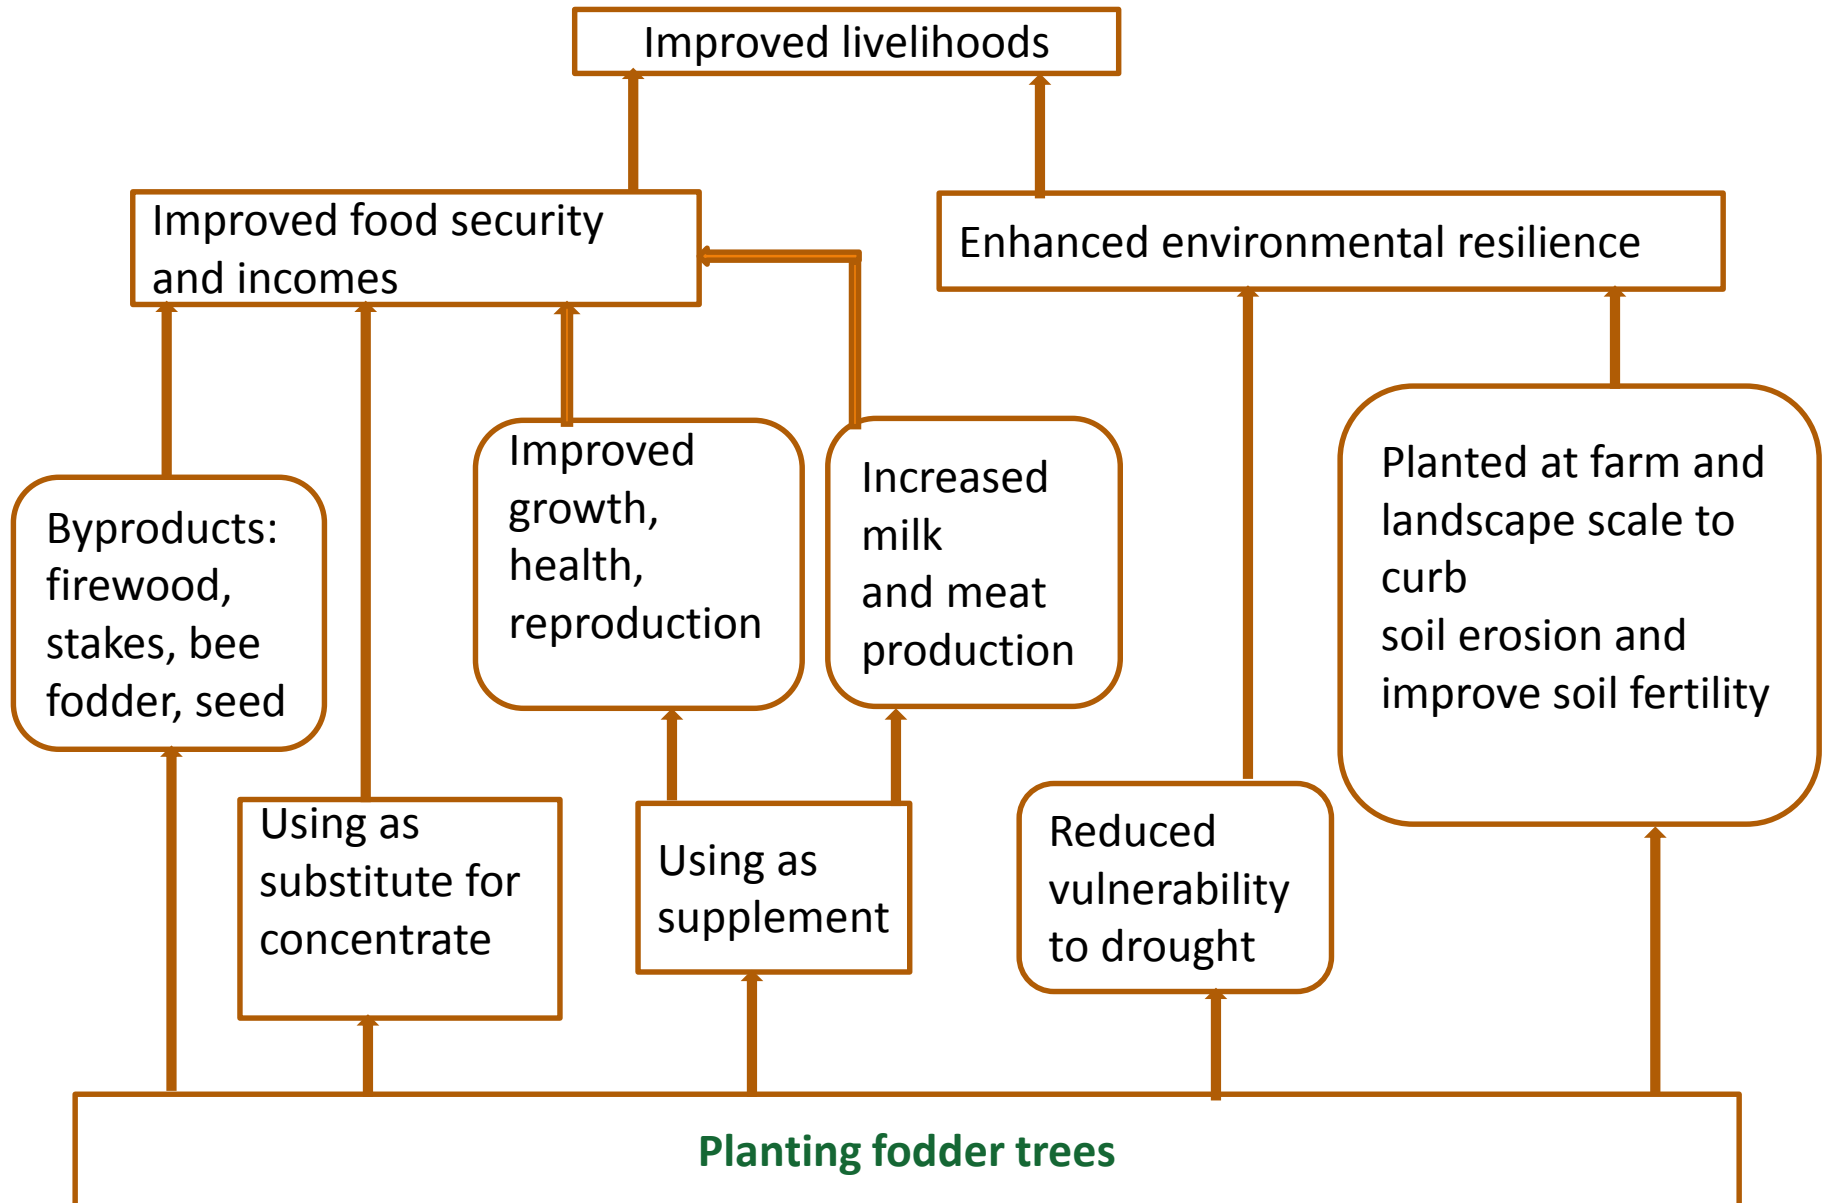 Improved livelihoods
Improved food security
and incomes
Enhanced environmental resilience
Byproducts:
firewood,
stakes, bee
fodder, seed
Improved
growth,
health,
reproduction
Increased
milk
and meat
production
Planted at farm and
landscape scale to
curb
soil erosion and
improve soil fertility
Using as
substitute for
concentrate
Using as
supplement
Reduced
vulnerability
to drought
Planting fodder trees